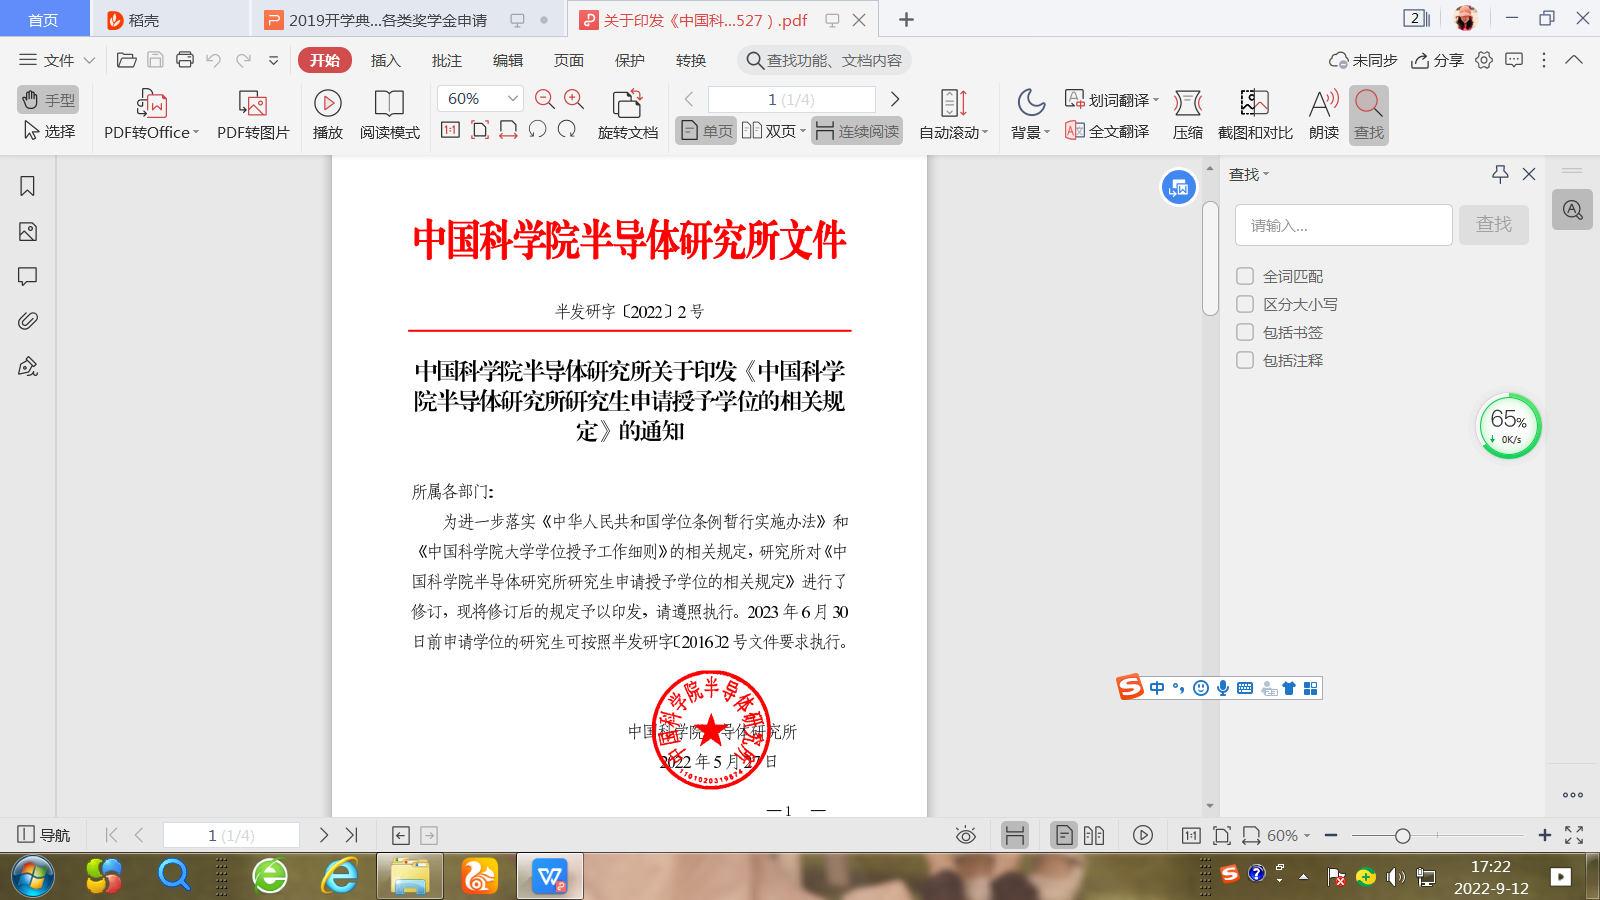 首页
稻壳
2019开学典...各类奖学金申请
关于印发《中国科...527）.pdf
2
文件
开始
插入
批注
编辑
页面
保护
转换
查找功能、文档内容
未同步
分享
手型
选择
PDF转Office
PDF转图片
播放
阅读模式
60%
1:1
旋转文档
1 (1/4)
单页
双页
连续阅读
自动滚动
背景
划词翻译
全文翻译
压缩
截图和对比
朗读
查找
中国科学院半导体研究所文件
半发研字〔2022〕2 号
中国科学院半导体研究所关于印发《中国科学
院半导体研究所研究生申请授予学位的相关规
定》的通知
所属各部门：
为进一步落实《中华人民共和国学位条例暂行实施办法》和
《中国科学院大学学位授予工作细则》的相关规定，研究所对《中
国科学院半导体研究所研究生申请授予学位的相关规定》进行了
修订，现将修订后的规定予以印发，请遵照执行。2023 年 6 月 30
日前申请学位的研究生可按照半发研字〔2016〕2 号文件要求执行。
中国科学院半导体研究所
2022 年 5 月 27 日
中国科学院半导体研究所
1101020319874
— 1 —
查找
请输入...
查找
全词匹配
区分大小写
包括书签
包括注释
65%
0K/s
中
导航
1 (1/4)
1:1
60%
17:22
2022-9-12